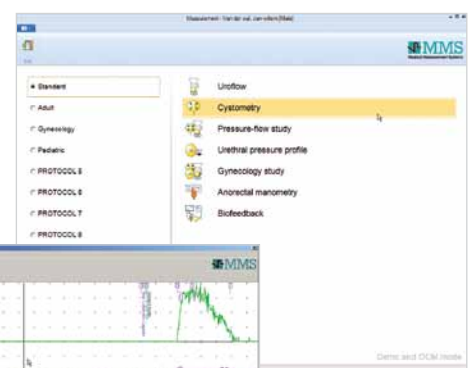 MMS
Medical Measurement Systems
Standard
Adult
Gynecology
Pediatric
PROTOCOL 5
PROTOCOL 6
PROTOCOL 7
PROTOCOL 8
Uroflow
Cystometry
Pressure-flow study
Urethral pressure profile
Gynecology study
Anorectal manometry
Biofeedback
MMS
Demo and OCM mode